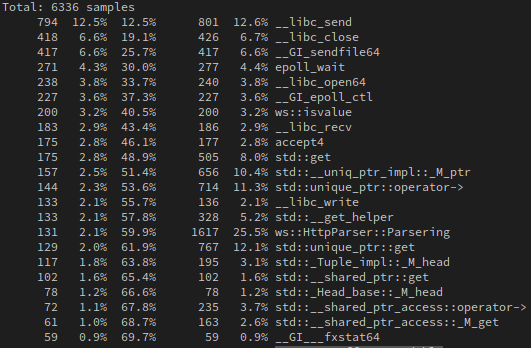 Total: 6336 samples
794 12.5% 12.5% 801 12.6% __libc_send
418 6.6% 19.1% 426 6.7% __libc_close
417 6.6% 25.7% 417 6.6% __GI_sendfile64
271 4.3% 30.0% 277 4.4% epoll_wait
238 3.8% 33.7% 240 3.8% __libc_open64
227 3.6% 37.3% 227 3.6% __GI_epoll_ctl
200 3.2% 40.5% 200 3.2% ws::isvalue
183 2.9% 43.4% 186 2.9% __libc_recv
175 2.8% 46.1% 177 2.8% accept4
175 2.8% 48.9% 505 8.0% std::get
157 2.5% 51.4% 656 10.4% std::__uniq_ptr_impl::_M_ptr
144 2.3% 53.6% 714 11.3% std::unique_ptr::operator->
133 2.1% 55.7% 136 2.1% __libc_write
133 2.1% 57.8% 328 5.2% std::__get_helper
131 2.1% 59.9% 1617 25.5% ws::HttpParser::Parsering
129 2.0% 61.9% 767 12.1% std::unique_ptr::get
117 1.8% 63.8% 195 3.1% std::_Tuple_impl::_M_head
102 1.6% 65.4% 102 1.6% std::__shared_ptr::get
78 1.2% 66.6% 78 1.2% std::_Head_base::_M_head
72 1.1% 67.8% 235 3.7% std::__shared_ptr_access::operator->
61 1.0% 68.7% 163 2.6% std::__shared_ptr_access::_M_get
59 0.9% 69.7% 59 0.9% __GI___fxstat64